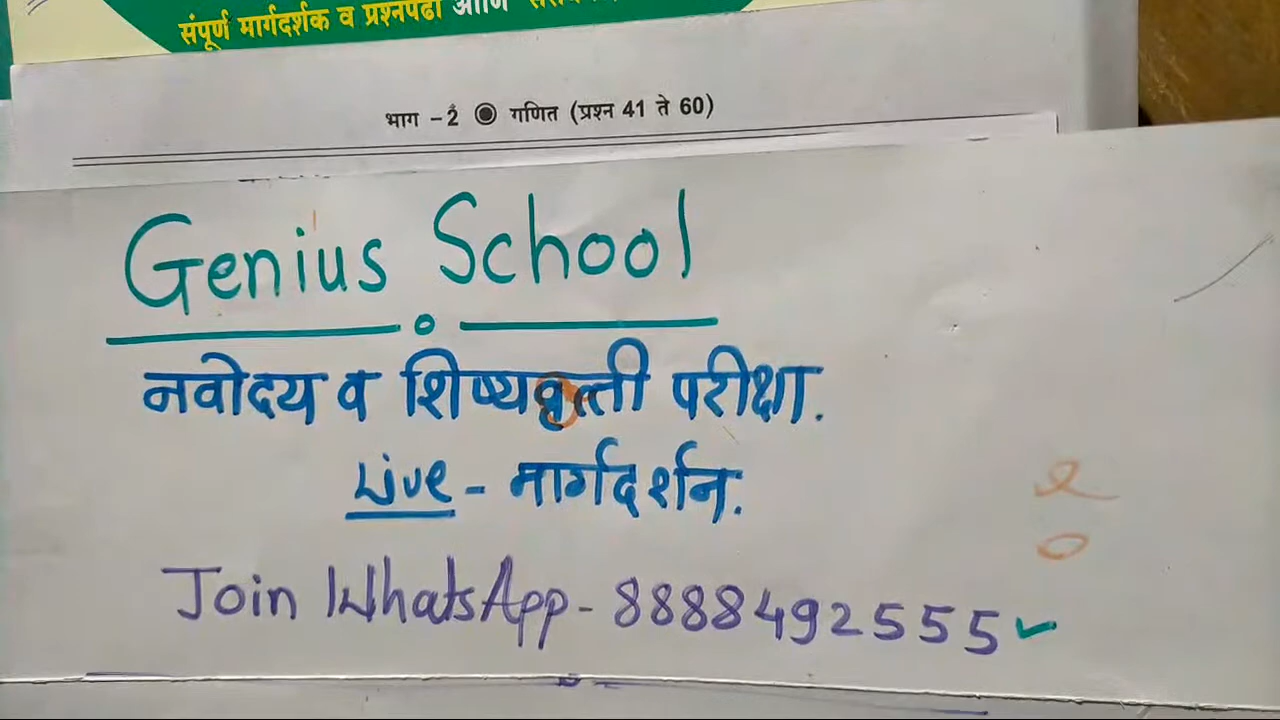 संपूर्ण मार्गदर्शक व प्रश्नपेढी आणि
भाग - 2 गणित (प्रश्न 41 ते 60)
Genius School
नवोदय व शिष्यवृत्ती परीक्षा.
Live - मार्गदर्शन.
Join WhatsApp - 8888492555